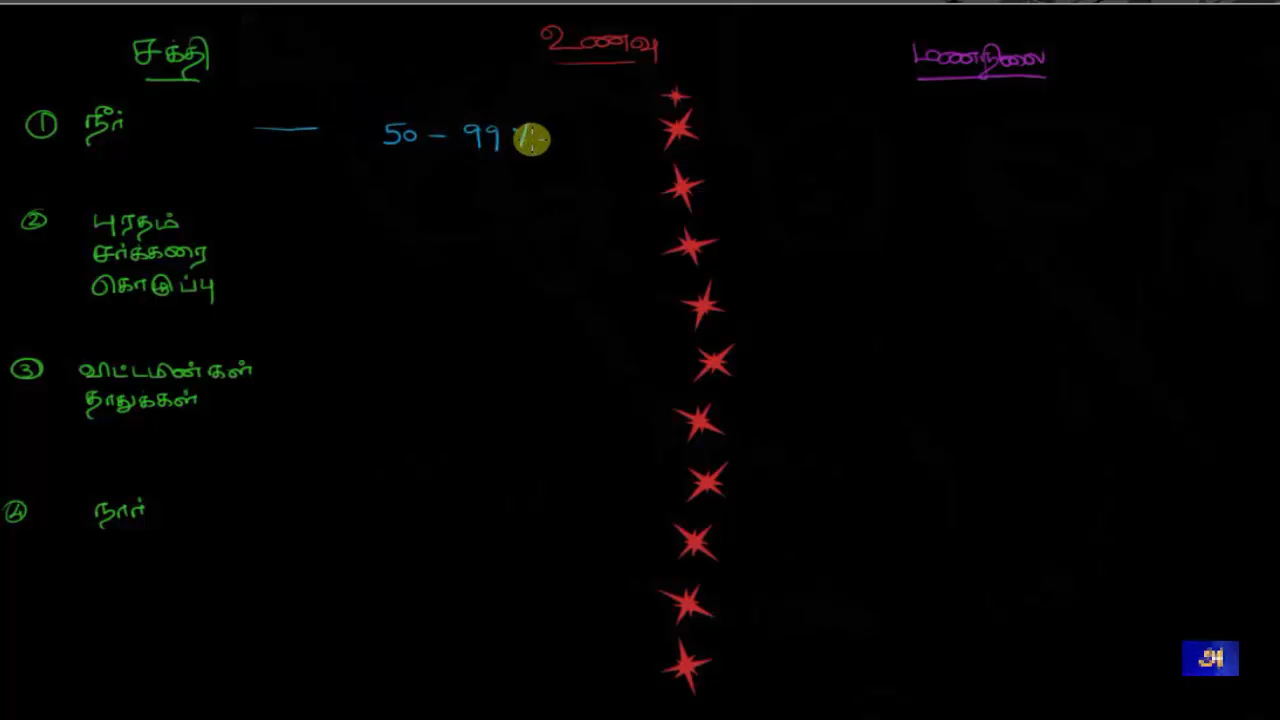 சக்தி
உணவு
மணநிலை
① நீர் — 50 - 99 %
② புரதம்
சர்க்கரை
கொழுப்பு
③ விட்டமின்கள்
தாதுக்கள்
④ நார்
அ